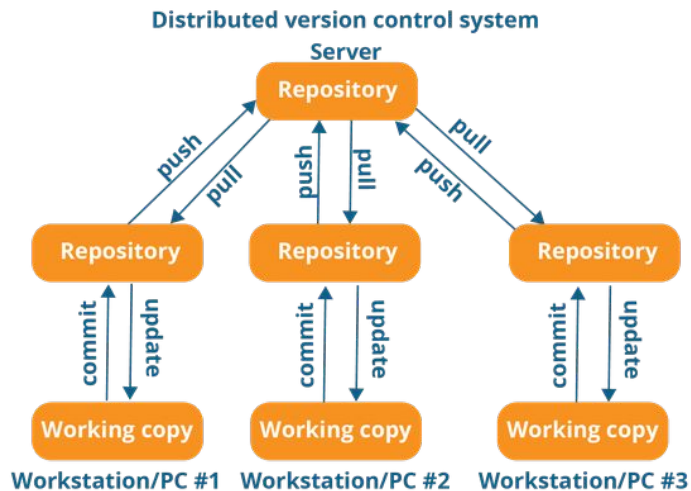 Distributed version control system
Server
Repository
push
pull
push
pull
pull
push
Repository
Repository
Repository
commit
update
commit
update
commit
update
Working copy
Working copy
Working copy
Workstation/PC #1
Workstation/PC #2
Workstation/PC #3